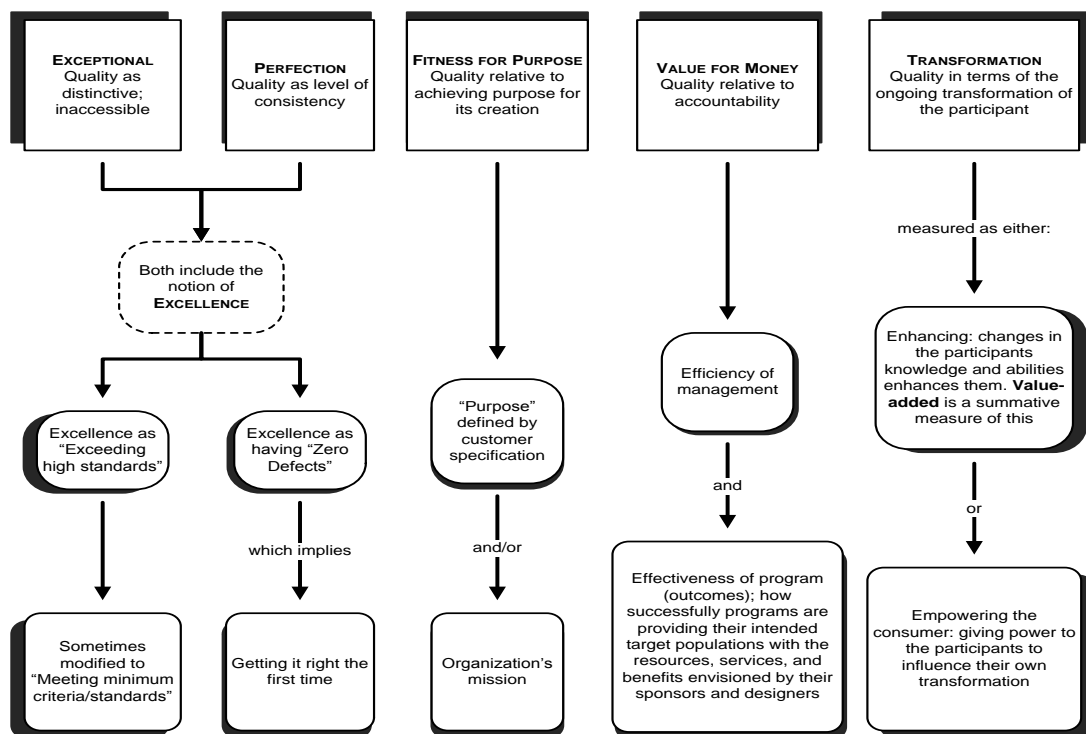 EXCEPTIONAL
Quality as
distinctive;
inaccessible
PERFECTION
Quality as level of
consistency
FITNESS FOR PURPOSE
Quality relative to
achieving purpose for
its creation
VALUE FOR MONEY
Quality relative to
accountability
TRANSFORMATION
Quality in terms of the
ongoing transformation of
the participant
Both include the
notion of
EXCELLENCE
measured as either:
Excellence as
“Exceeding
high standards”
Excellence as
having “Zero
Defects”
“Purpose”
defined by
customer
specification
Efficiency of
management
Enhancing: changes in
the participants
knowledge and abilities
enhances them. Value-
added is a summative
measure of this
which implies
and/or
and
or
Sometimes
modified to
“Meeting minimum
criteria/standards”
Getting it right the
first time
Organization’s
mission
Effectiveness of program
(outcomes); how
successfully programs are
providing their intended
target populations with the
resources, services, and
benefits envisioned by their
sponsors and designers
Empowering the
consumer: giving power to
the participants to
influence their own
transformation